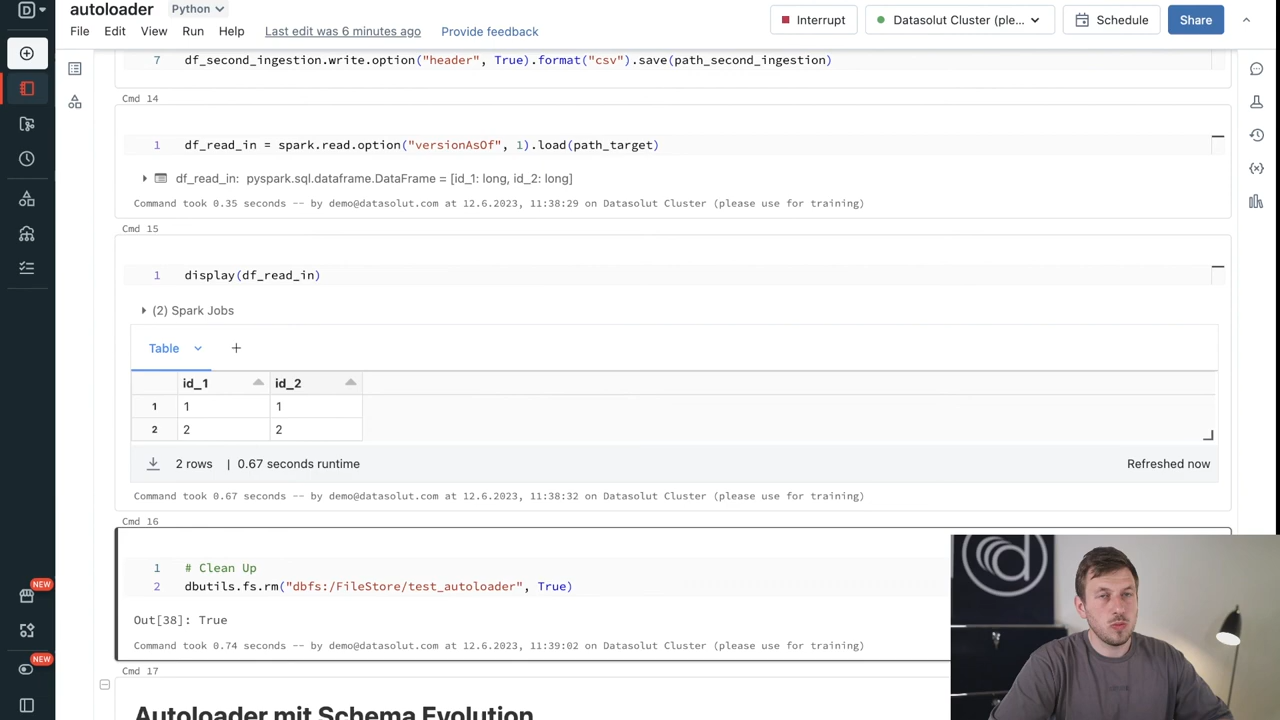 autoloader Python
Interrupt Datasolut Cluster (ple... Schedule Share
File Edit View Run Help Last edit was 6 minutes ago Provide feedback
7 df_second_ingestion.write.option("header", True).format("csv").save(path_second_ingestion)
Cmd 14
1 df_read_in = spark.read.option("versionAsOf", 1).load(path_target)
df_read_in: pyspark.sql.dataframe.DataFrame = [id_1: long, id_2: long]
Command took 0.35 seconds -- by demo@datasolut.com at 12.6.2023, 11:38:29 on Datasolut Cluster (please use for training)
Cmd 15
1 display(df_read_in)
(2) Spark Jobs
Table +
id_1 id_2
1 1 1
2 2 2
2 rows | 0.67 seconds runtime Refreshed now
Command took 0.67 seconds -- by demo@datasolut.com at 12.6.2023, 11:38:32 on Datasolut Cluster (please use for training)
Cmd 16
1 # Clean Up
2 dbutils.fs.rm("dbfs:/FileStore/test_autoloader", True)
NEW
Out[38]: True
Command took 0.74 seconds -- by demo@datasolut.com at 12.6.2023, 11:39:02 on Datasolut Cluster (please use for training)
NEW
Cmd 17
Autoloader mit Schema Evolution